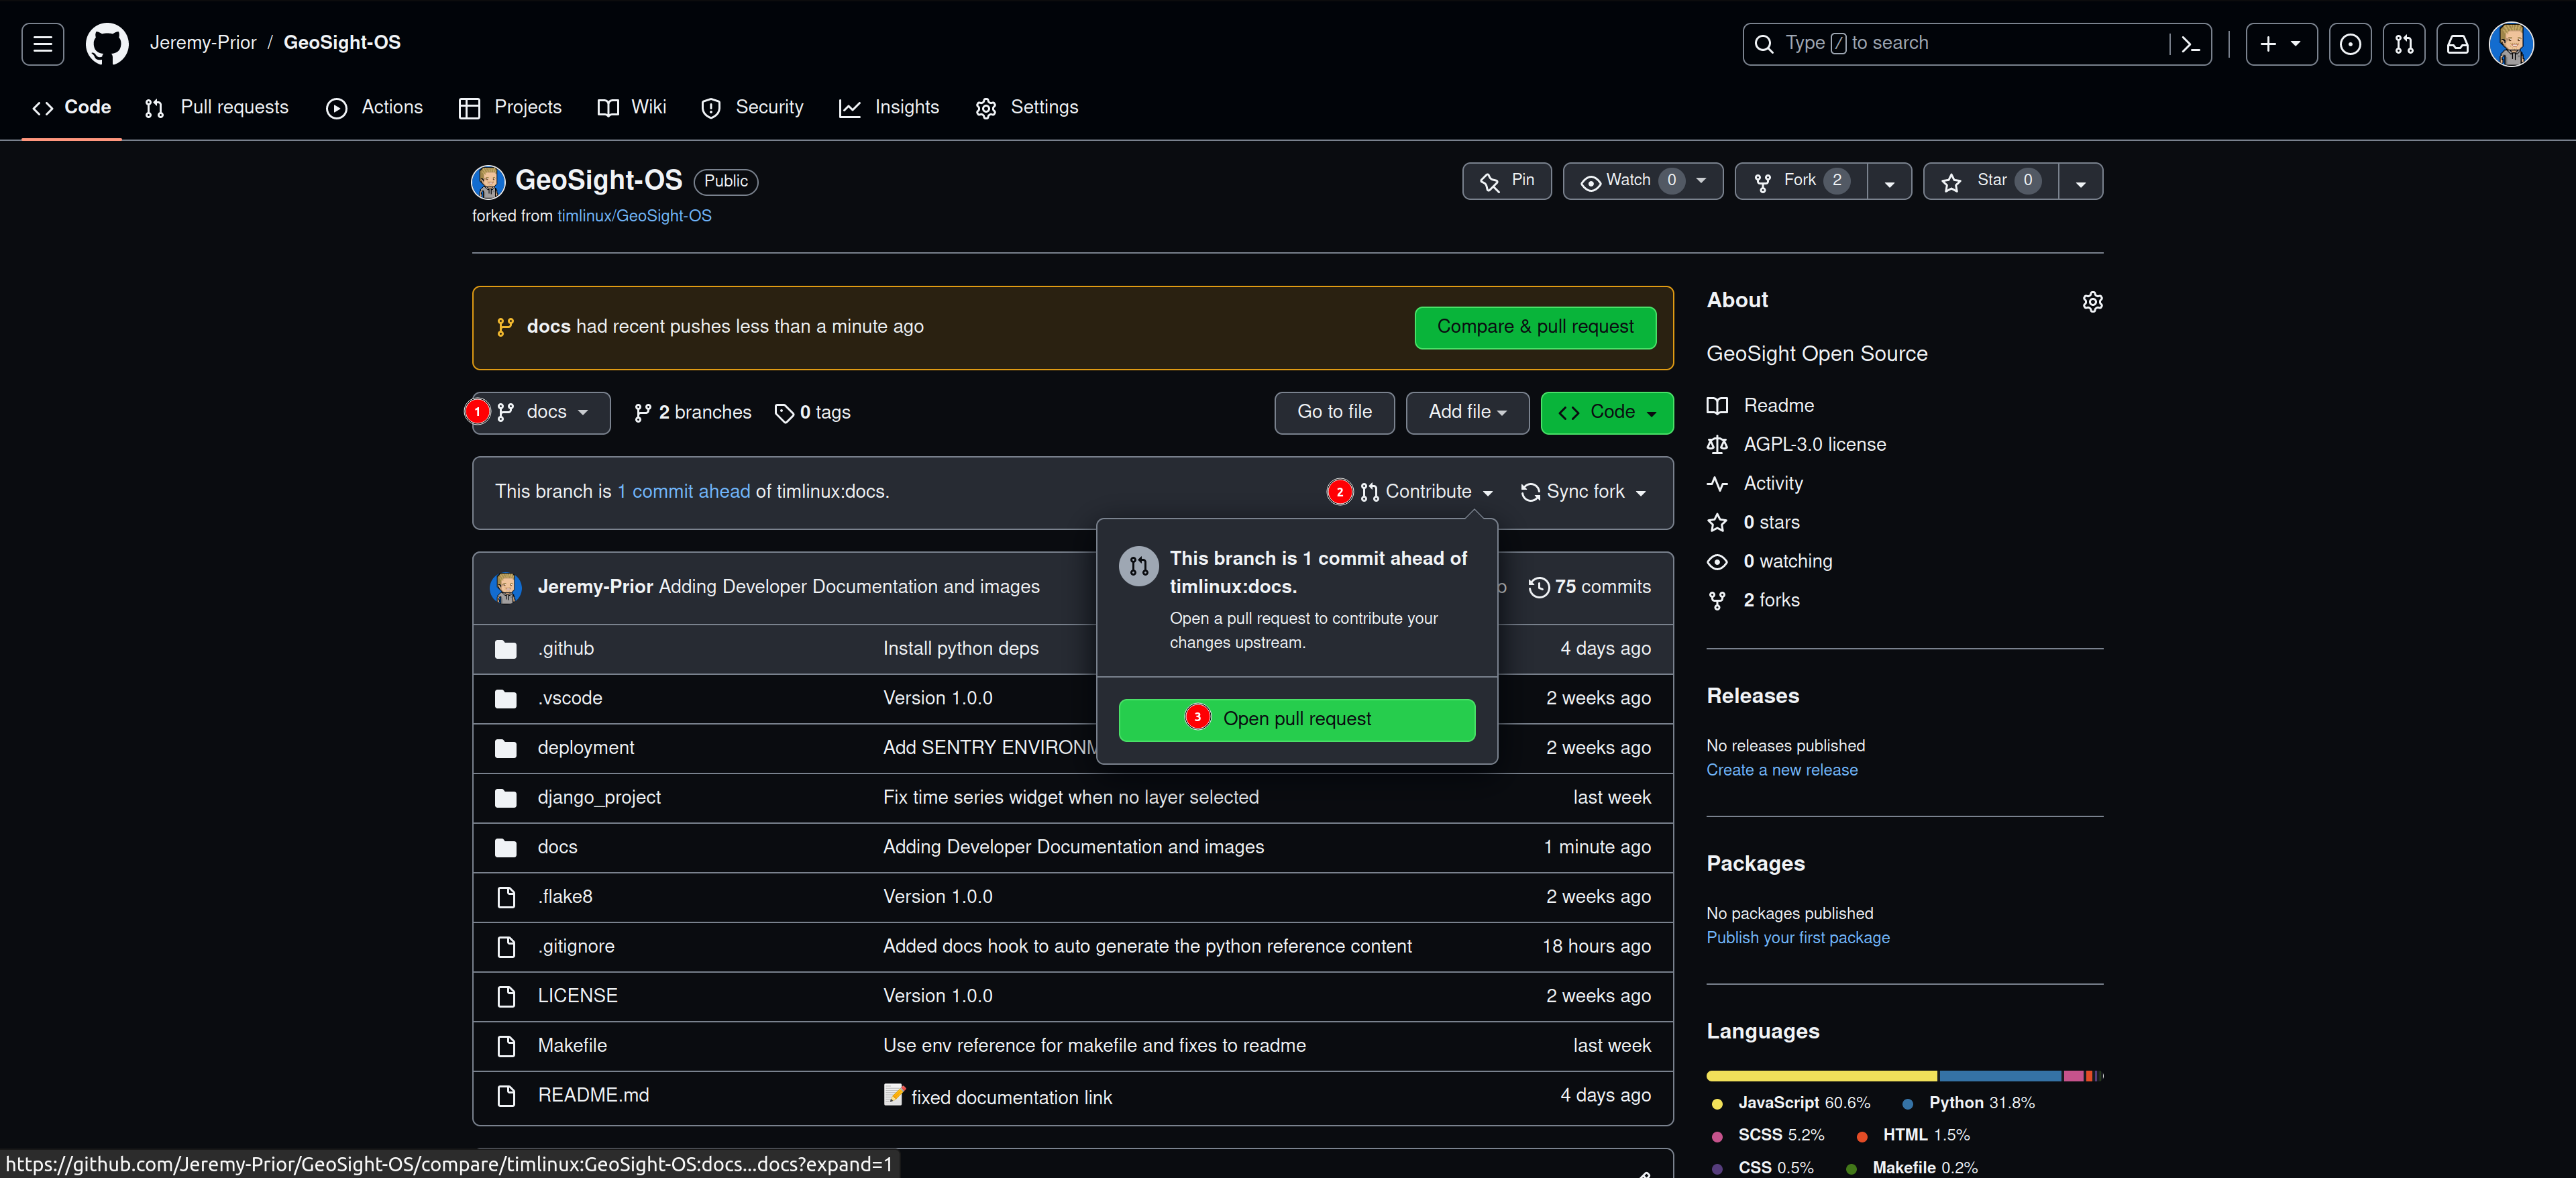 Jeremy-Prior / GeoSight-OS
Type / to search
Code Pull requests Actions Projects Wiki Security Insights Settings
GeoSight-OS Public
forked from timlinux/GeoSight-OS
Pin Watch 0 Fork 2 Star 0
docs had recent pushes less than a minute ago
Compare & pull request
1 docs 2 branches 0 tags
Go to file Add file Code
This branch is 1 commit ahead of timlinux:docs.
2 Contribute Sync fork
This branch is 1 commit ahead of
timlinux:docs.
Open a pull request to contribute your
changes upstream.
3 Open pull request
Jeremy-Prior Adding Developer Documentation and images o 75 commits
.github Install python deps 4 days ago
.vscode Version 1.0.0 2 weeks ago
deployment Add SENTRY ENVIRONM 2 weeks ago
django_project Fix time series widget when no layer selected last week
docs Adding Developer Documentation and images 1 minute ago
.flake8 Version 1.0.0 2 weeks ago
.gitignore Added docs hook to auto generate the python reference content 18 hours ago
LICENSE Version 1.0.0 2 weeks ago
Makefile Use env reference for makefile and fixes to readme last week
README.md 📝 fixed documentation link 4 days ago
About
GeoSight Open Source
Readme
AGPL-3.0 license
Activity
0 stars
0 watching
2 forks
Releases
No releases published
Create a new release
Packages
No packages published
Publish your first package
Languages
JavaScript 60.6% Python 31.8%
SCSS 5.2% HTML 1.5%
CSS 0.5% Makefile 0.2%
https://github.com/Jeremy-Prior/GeoSight-OS/compare/timlinux:GeoSight-OS:docs...docs?expand=1